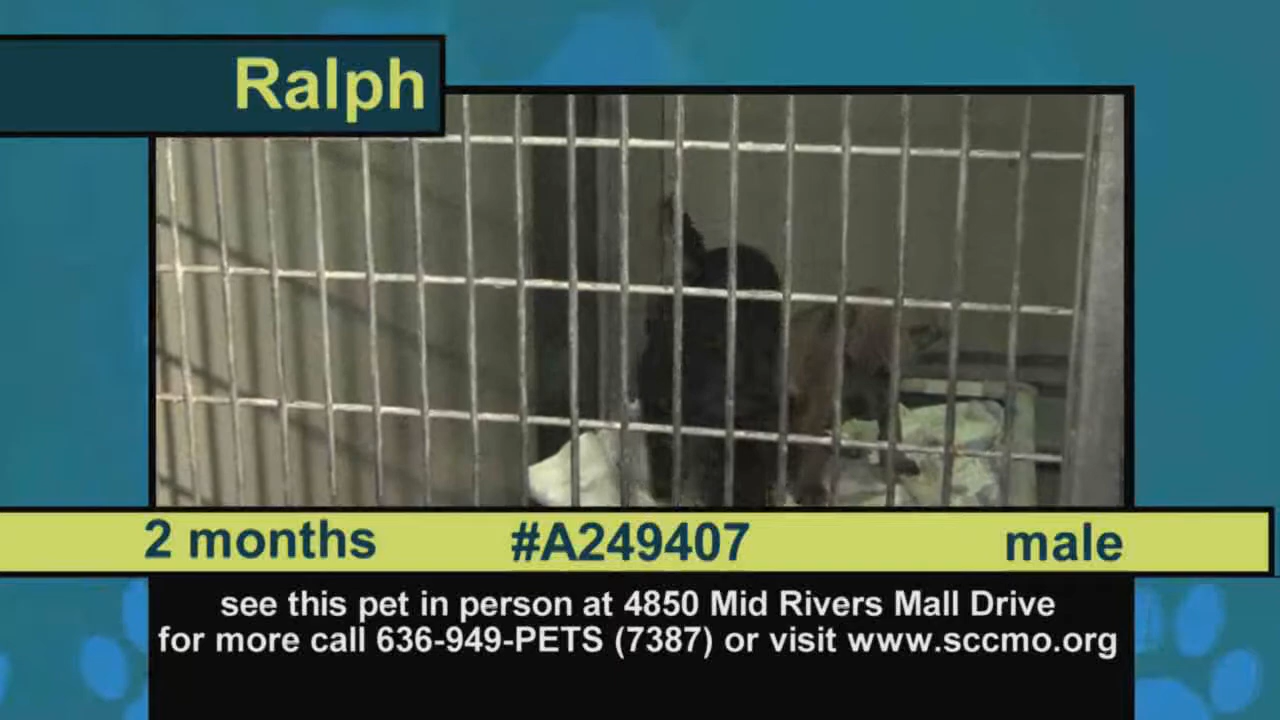 Ralph
2 months #A249407 male
see this pet in person at 4850 Mid Rivers Mall Drive
for more call 636-949-PETS (7387) or visit www.sccmo.org